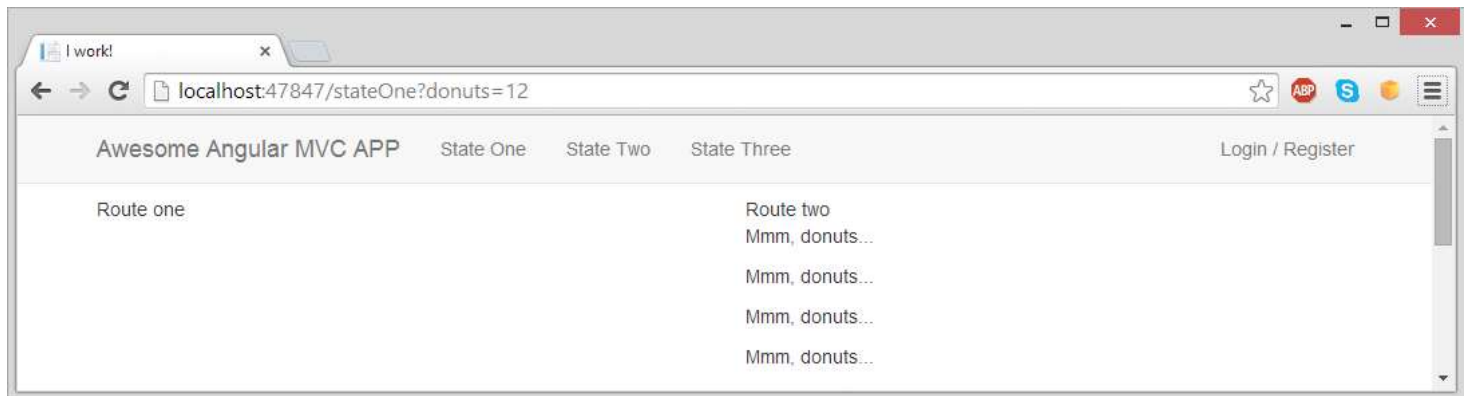 I work!
localhost:47847/stateOne?donuts=12
ABP
S
Awesome Angular MVC APP State One State Two State Three Login / Register
Route one
Route two
Mmm, donuts...
Mmm, donuts...
Mmm, donuts...
Mmm, donuts...